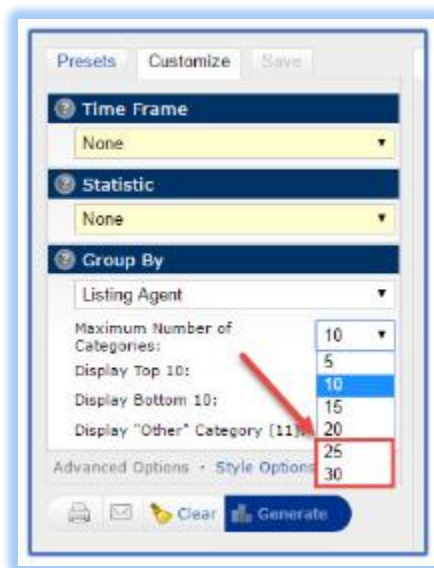 Presets Customize Save
Time Frame
None
Statistic
None
Group By
Listing Agent
Maximum Number of
Categories: 10
Display Top 10: 5
10
Display Bottom 10: 15
Display "Other" Category (11): 20
25
Advanced Options • Style Options
30
Clear Generate